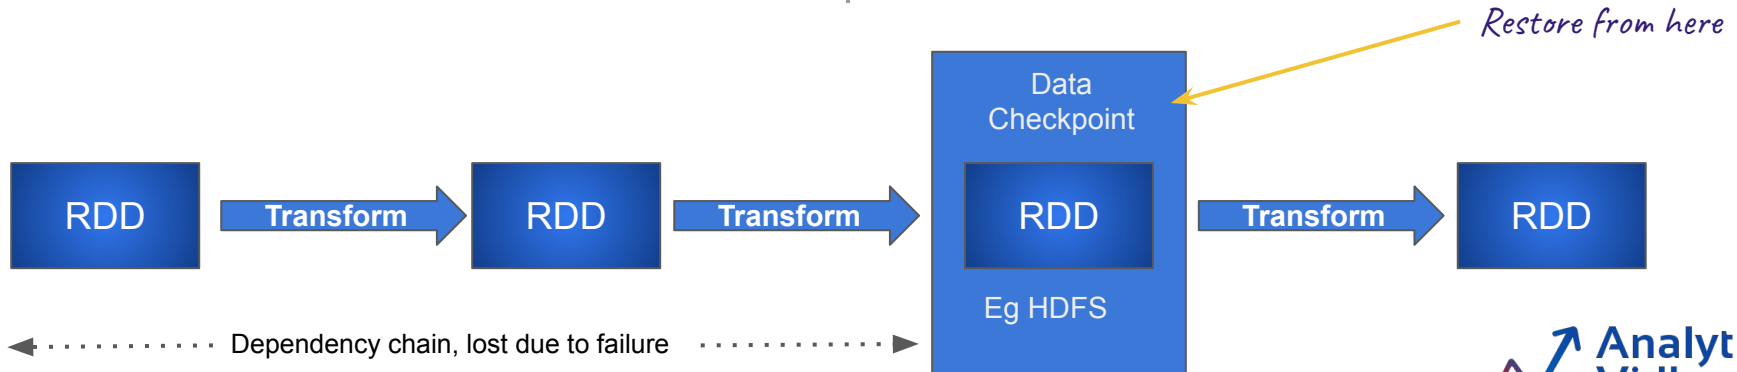 Restore from here
Data
Checkpoint
RDD
Transform
RDD
Transform
RDD
Transform
RDD
Eg HDFS
Dependency chain, lost due to failure
Analyt